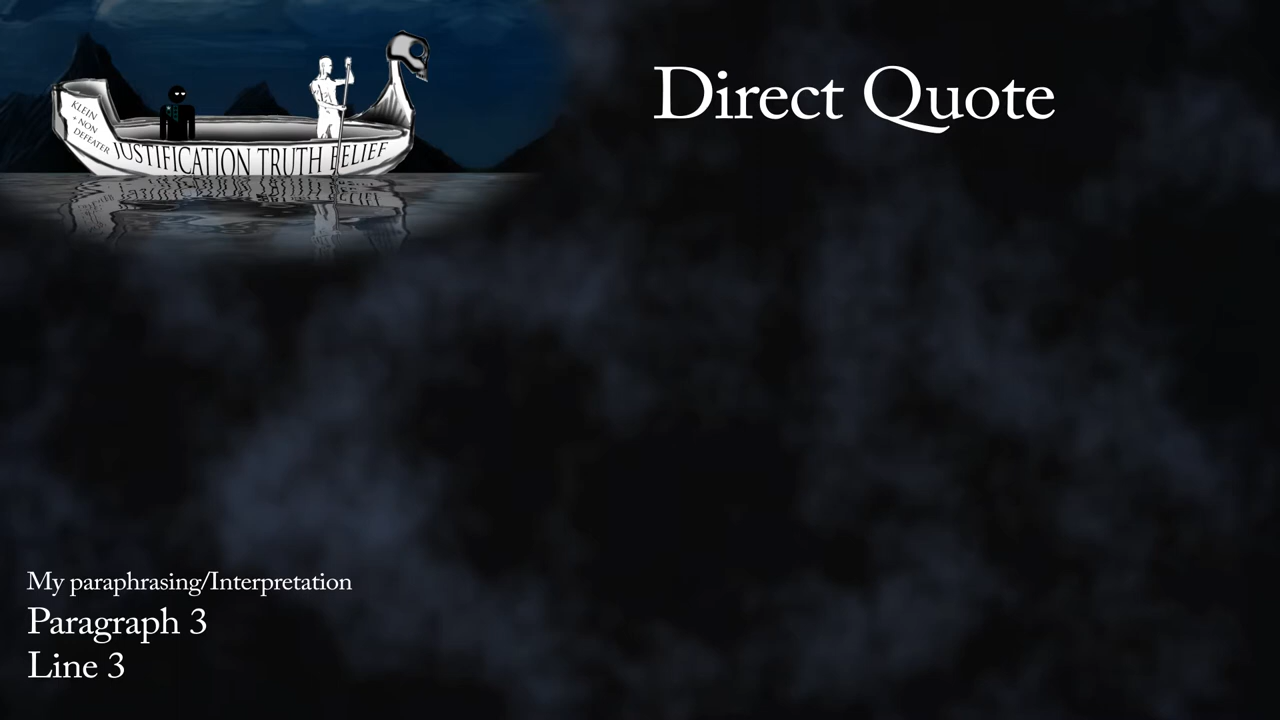 Direct Quote
KLEIN
* NON
DEFEATER
JUSTIFICATION TRUTH BELIEF
My paraphrasing/Interpretation
Paragraph 3
Line 3